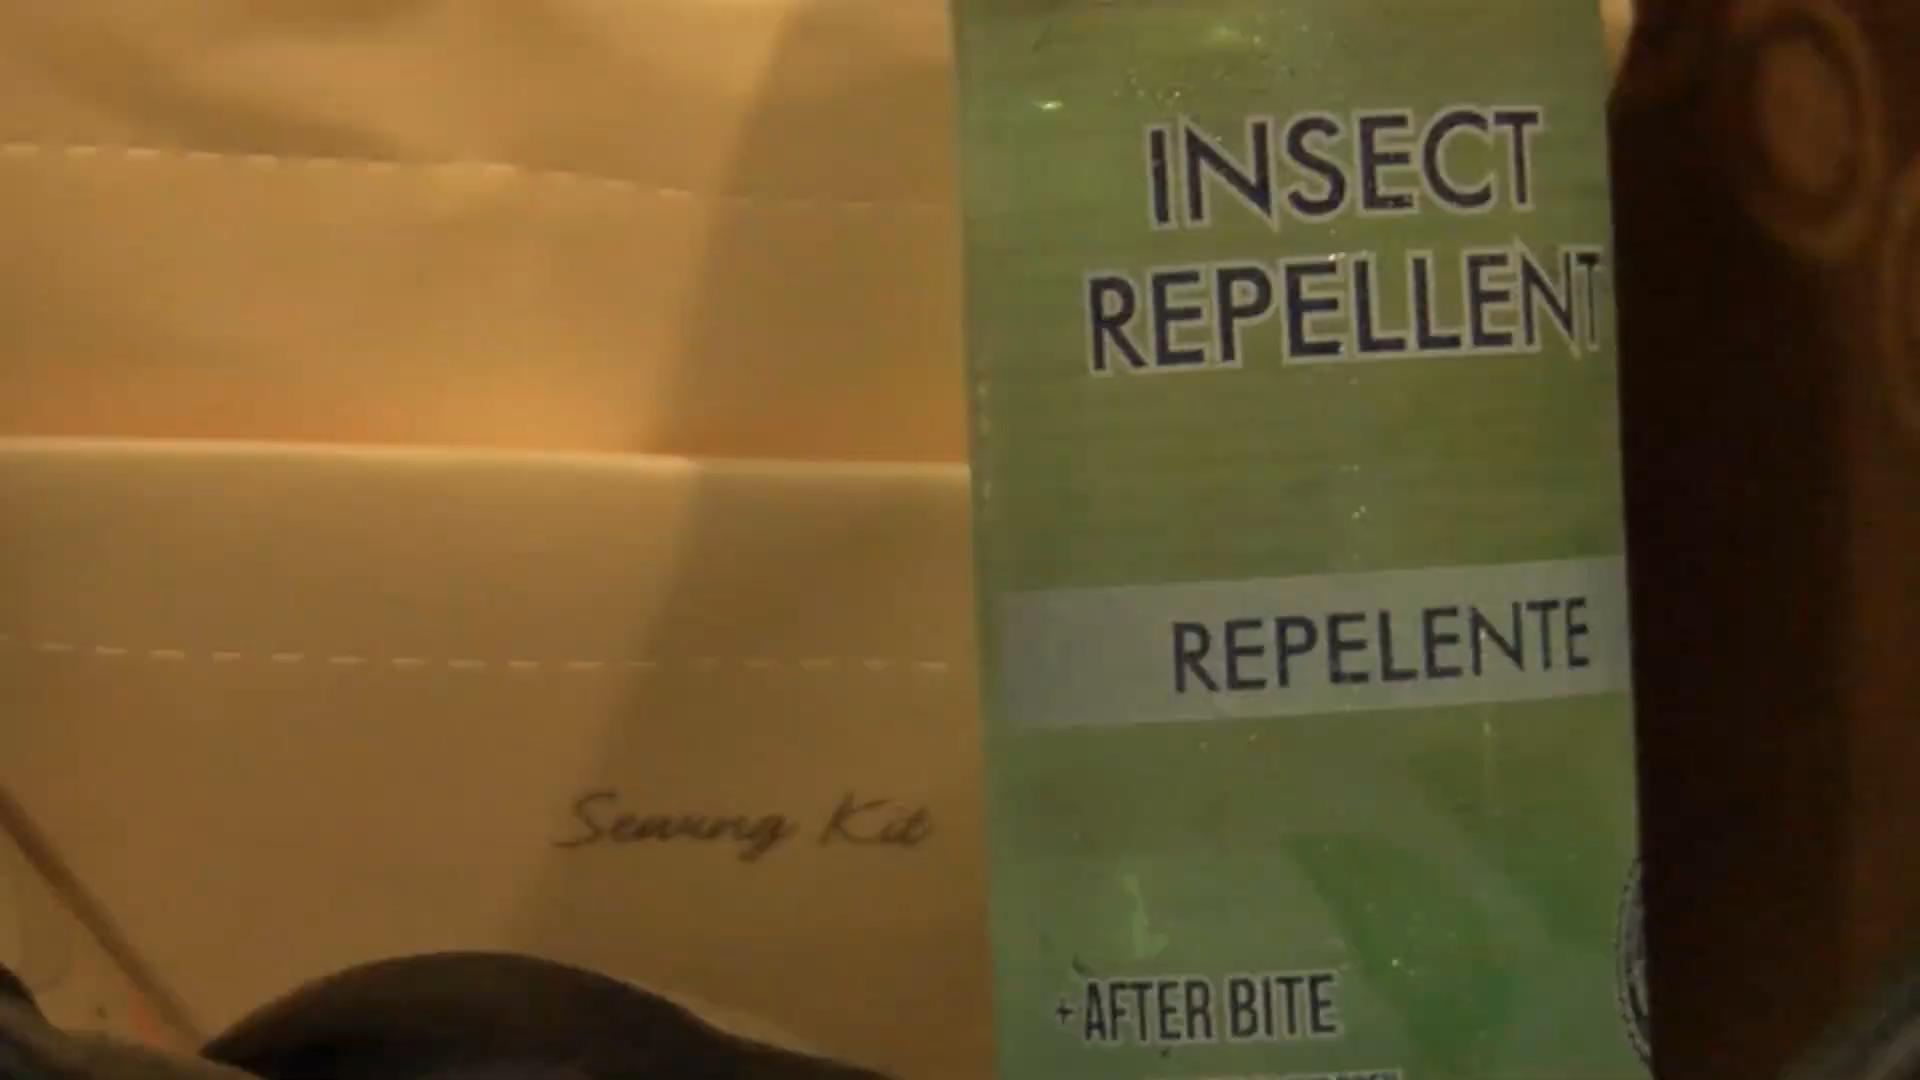 INSECT
REPELLENT
REPELENTE
Sewing Kit
+AFTER BITE